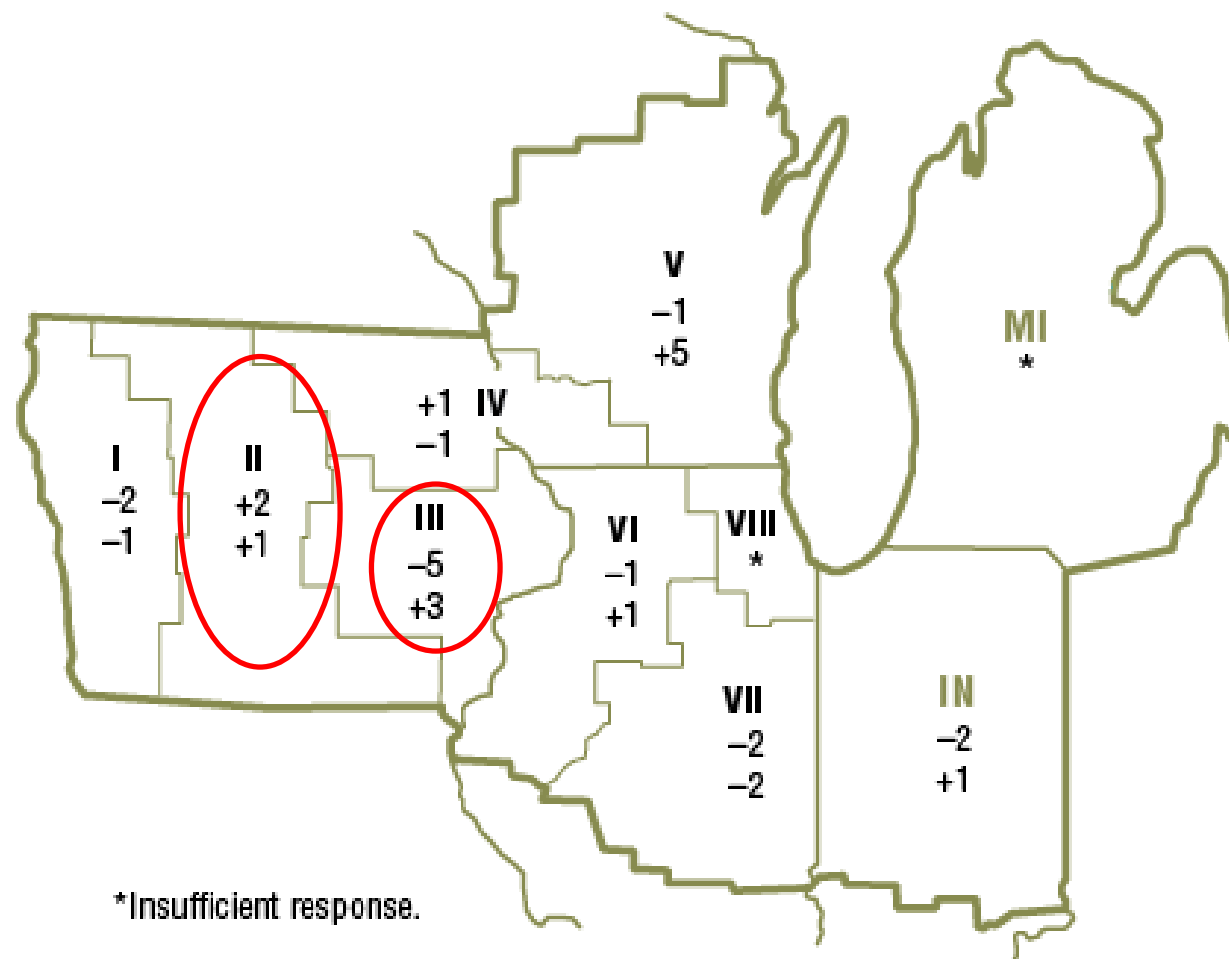 V
−1
+5
MI
*
+1 IV
−1
I
−2
−1
II
+2
+1
III
−5
+3
VI
−1
+1
VIII
*
VII
−2
−2
IN
−2
+1
*Insufficient response.